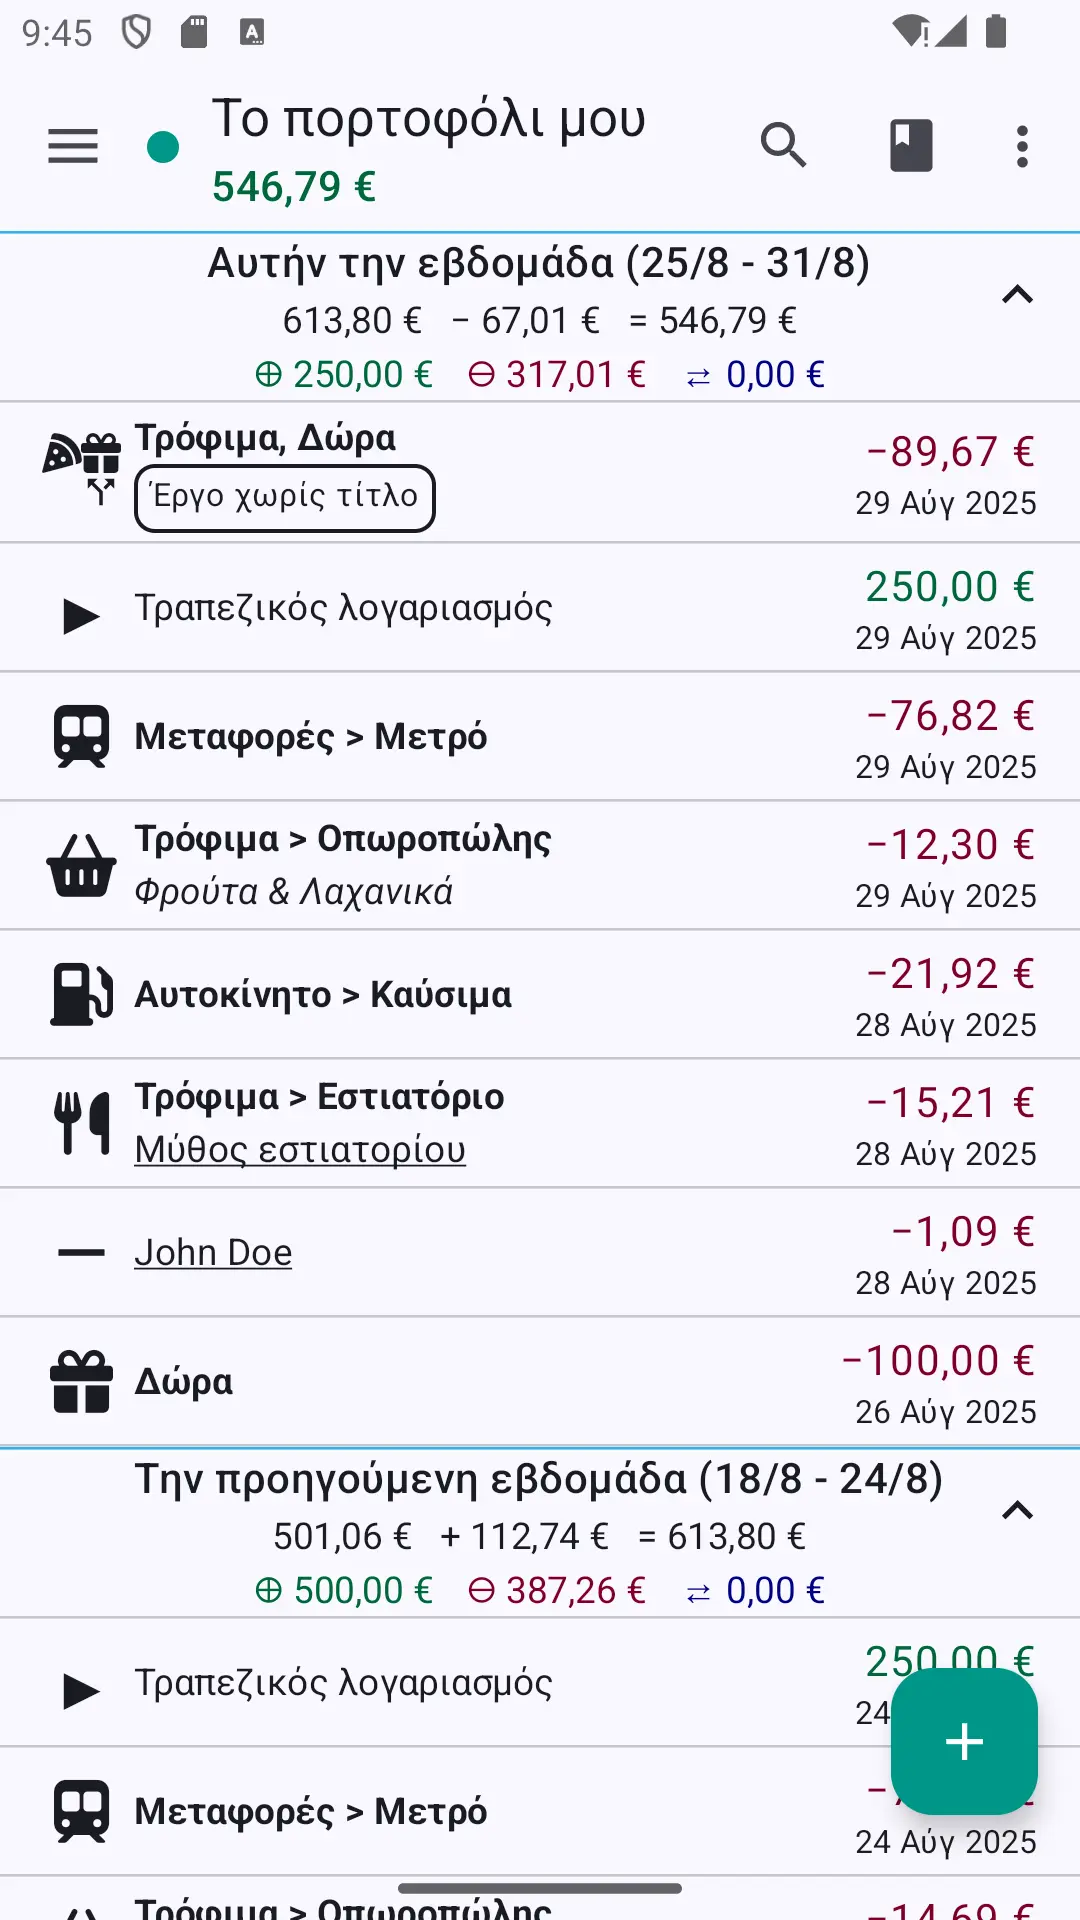 9:45
Το πορτοφόλι μου
546,79 €
Αυτήν την εβδομάδα (25/8 - 31/8)
613,80 € − 67,01 € = 546,79 €
⊕ 250,00 € ⊖ 317,01 € ⇄ 0,00 €
Τρόφιμα, Δώρα
−89,67 €
Έργο χωρίς τίτλο
29 Αύγ 2025
Τραπεζικός λογαριασμός
250,00 €
29 Αύγ 2025
Μεταφορές > Μετρό
−76,82 €
29 Αύγ 2025
Τρόφιμα > Οπωροπώλης
−12,30 €
Φρούτα & Λαχανικά
29 Αύγ 2025
Αυτοκίνητο > Καύσιμα
−21,92 €
28 Αύγ 2025
Τρόφιμα > Εστιατόριο
−15,21 €
Μύθος εστιατορίου
28 Αύγ 2025
John Doe
−1,09 €
28 Αύγ 2025
Δώρα
−100,00 €
26 Αύγ 2025
Την προηγούμενη εβδομάδα (18/8 - 24/8)
501,06 € + 112,74 € = 613,80 €
⊕ 500,00 € ⊖ 387,26 € ⇄ 0,00 €
Τραπεζικός λογαριασμός
250,00 €
24
Μεταφορές > Μετρό
24 Αύγ 2025
Τρόφιμα > Οπωροπώλης
−14,69 €